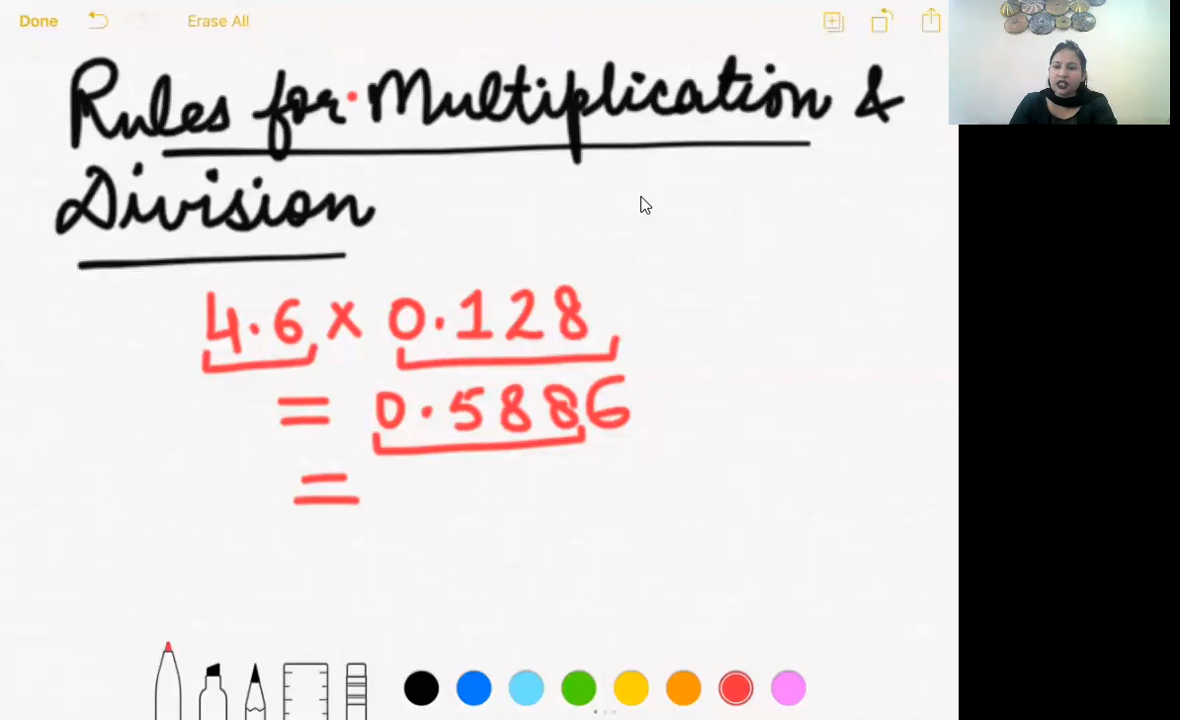 Done
Erase All
Rules for Multiplication &
Division
4.6 x 0.128
= 0.5886
=